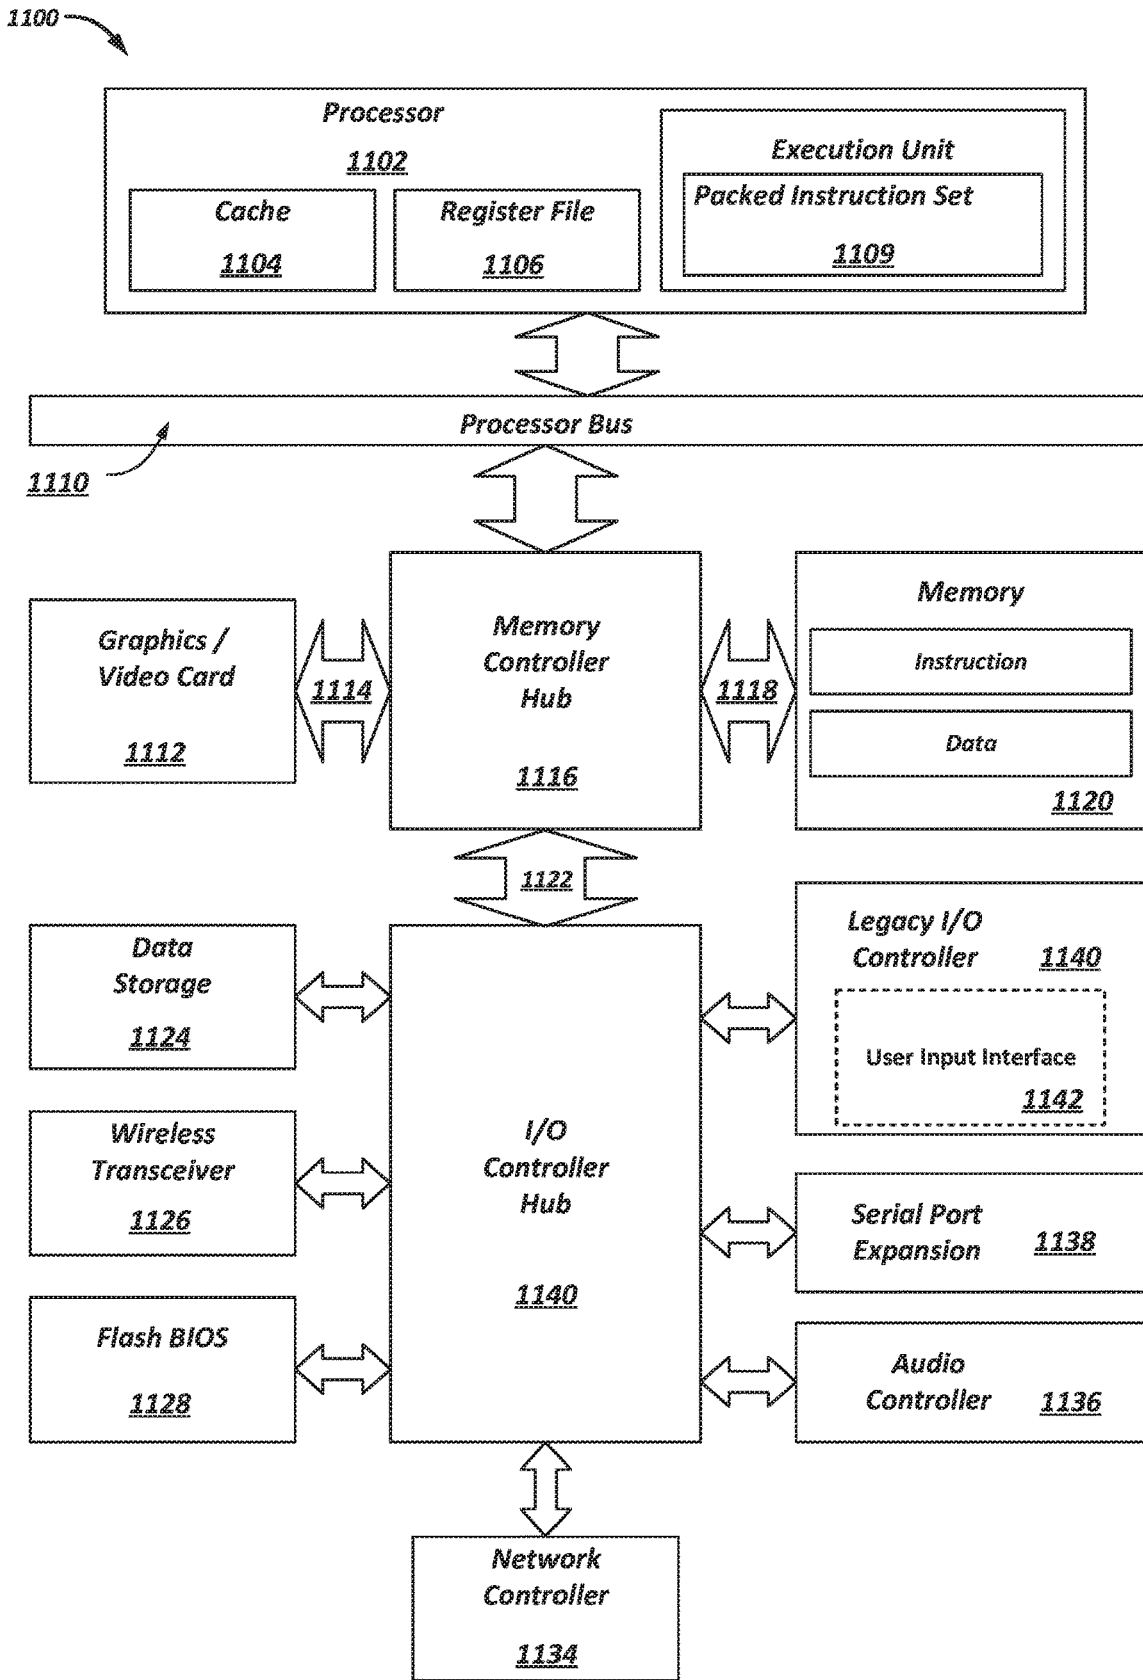 1100
Processor
1102
Execution Unit
Packed Instruction Set
1109
Cache
1104
Register File
1106
Processor Bus
1110
Graphics /
Video Card
1112
1114
Memory
Controller
Hub
1116
1118
Memory
Instruction
Data
1120
1122
Data
Storage
1124
Wireless
Transceiver
1126
Flash BIOS
1128
I/O
Controller
Hub
1140
Legacy I/O
Controller
1140
User Input Interface
1142
Serial Port
Expansion
1138
Audio
Controller
1136
Network
Controller
1134